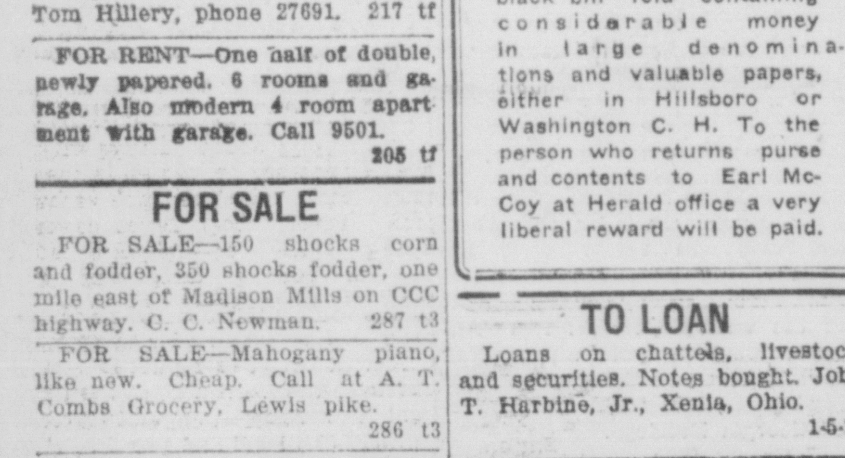 Tom Hillery, phone 27691. 217 tf
FOR RENT—One half of double,
newly papered. 6 rooms and ga-
rage. Also modern 4 room apart-
ment with garage. Call 9501.
205 tf
FOR SALE
FOR SALE—150 shocks corn
and fodder, 350 shocks fodder, one
mile east of Madison Mills on CCC
highway. C. C. Newman. 287 t3
FOR SALE—Mahogany piano,
like new. Cheap. Call at A. T.
Combs Grocery, Lewis pike.
286 t3
considerable money
in large denomina-
tions and valuable papers,
either in Hillsboro or
Washington C. H. To the
person who returns purse
and contents to Earl Mc-
Coy at Herald office a very
liberal reward will be paid.
TO LOAN
Loans on chattels, livestoc
and securities. Notes bought. Joh
T. Harbine, Jr., Xenia, Ohio.
1-5-